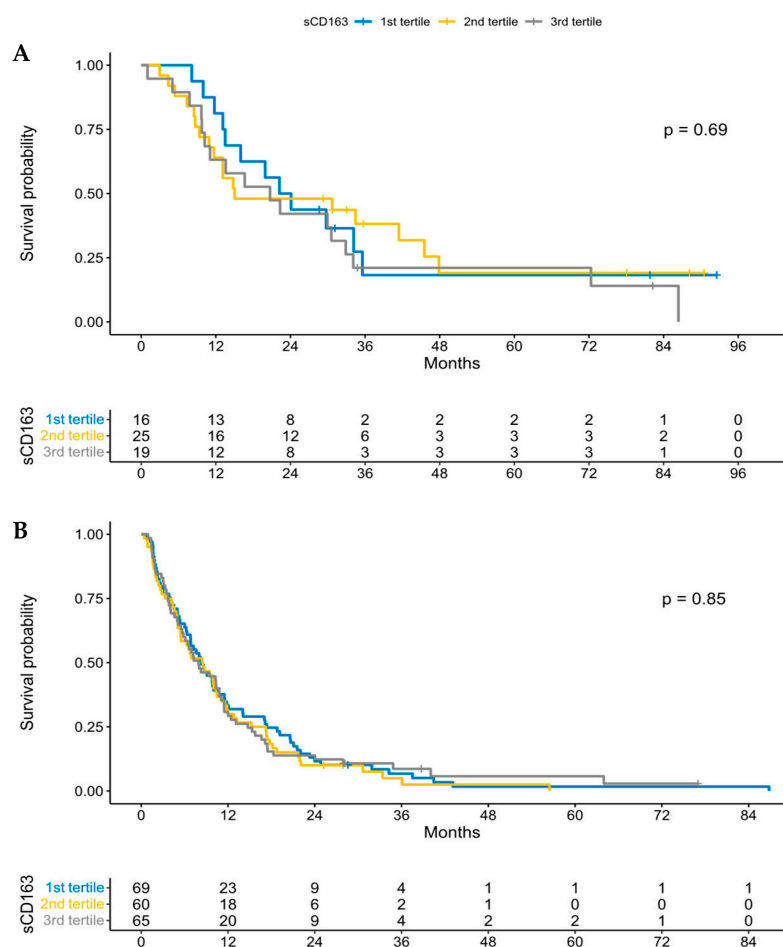 sCD163 1st tertile 2nd tertile 3rd tertile
A
1.00
0.75
0.50
0.25
0.00
Survival probability
p = 0.69
0 12 24 36 48 60 72 84 96
Months
sCD163
1st tertile 16 13 8 2 2 2 2 1 0
2nd tertile 25 16 12 6 3 3 3 2 0
3rd tertile 19 12 8 3 3 3 3 1 0
0 12 24 36 48 60 72 84 96
B
1.00
0.75
0.50
0.25
0.00
Survival probability
p = 0.85
0 12 24 36 48 60 72 84
Months
sCD163
1st tertile 69 23 9 4 1 1 1 1
2nd tertile 60 18 6 2 1 0 0 0
3rd tertile 65 20 9 4 2 2 1 0
0 12 24 36 48 60 72 84